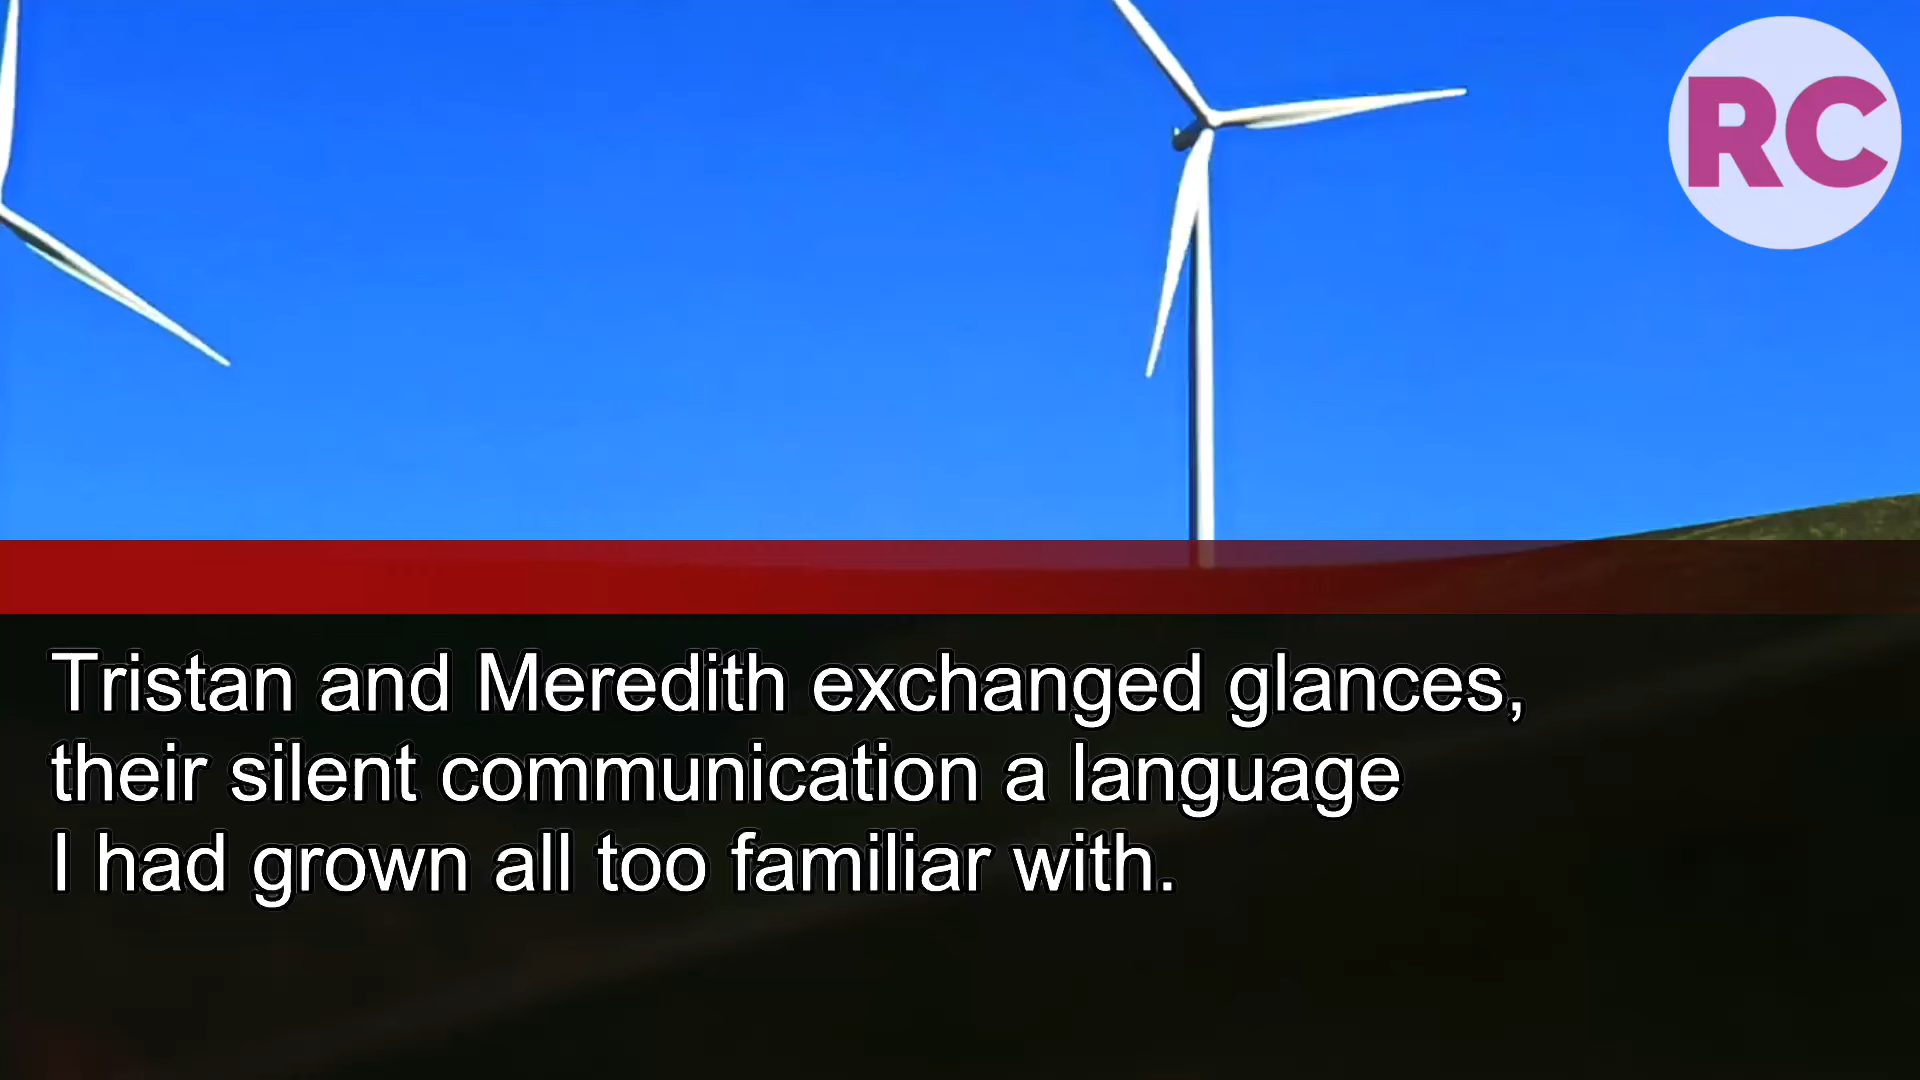 RC
Tristan and Meredith exchanged glances,
their silent communication a language
I had grown all too familiar with.